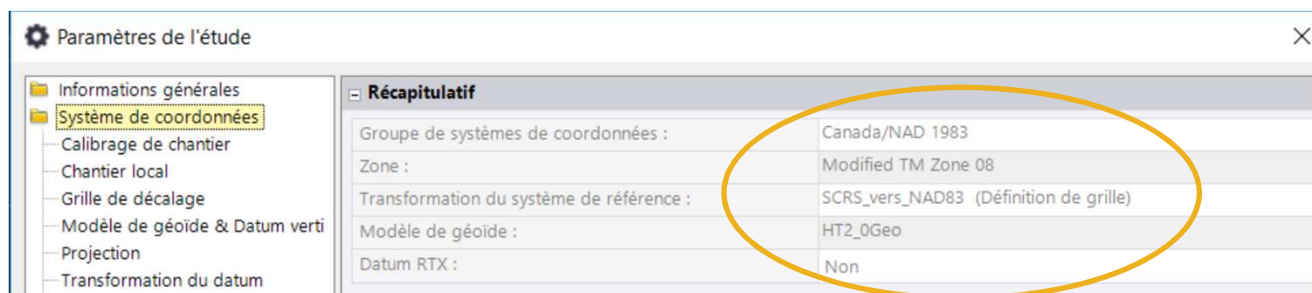 Paramètres de l'étude
Informations générales
Système de coordonnées
Calibrage de chantier
Chantier local
Grille de décalage
Modèle de géoïde & Datum verti
Projection
Transformation du datum
Récapitulatif
Groupe de systèmes de coordonnées : Canada/NAD 1983
Zone : Modified TM Zone 08
Transformation du système de référence : SCRS_vers_NAD83 (Définition de grille)
Modèle de géoïde : HT2_0Geo
Datum RTX : Non